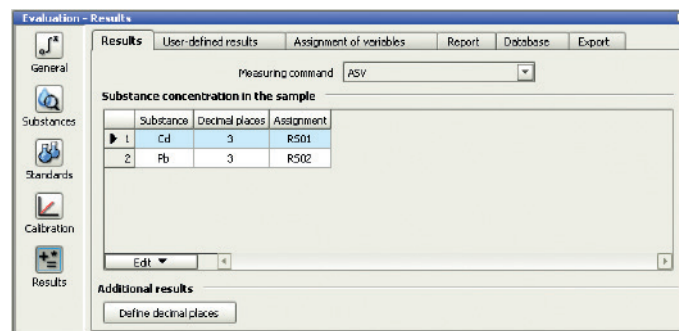 Evaluation - Results
General
Substances
Standards
Calibration
Results
Results User-defined results Assignment of variables Report Database Export
Measuring command ASV
Substance concentration in the sample
Substance Decimal places Assignment
1 Cd 3 RS01
2 Pb 3 RS02
Edit
Additional results
Define decimal places